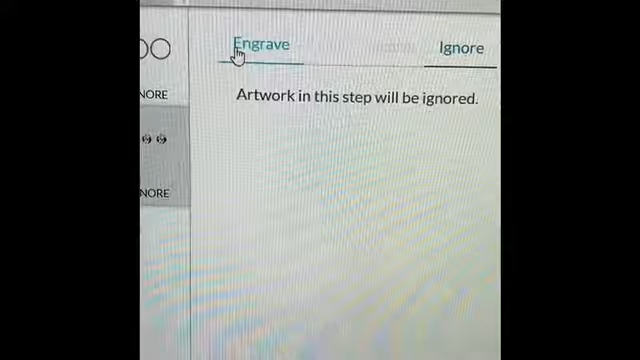 Engrave
Ignore
NORE
Artwork in this step will be ignored.
NORE